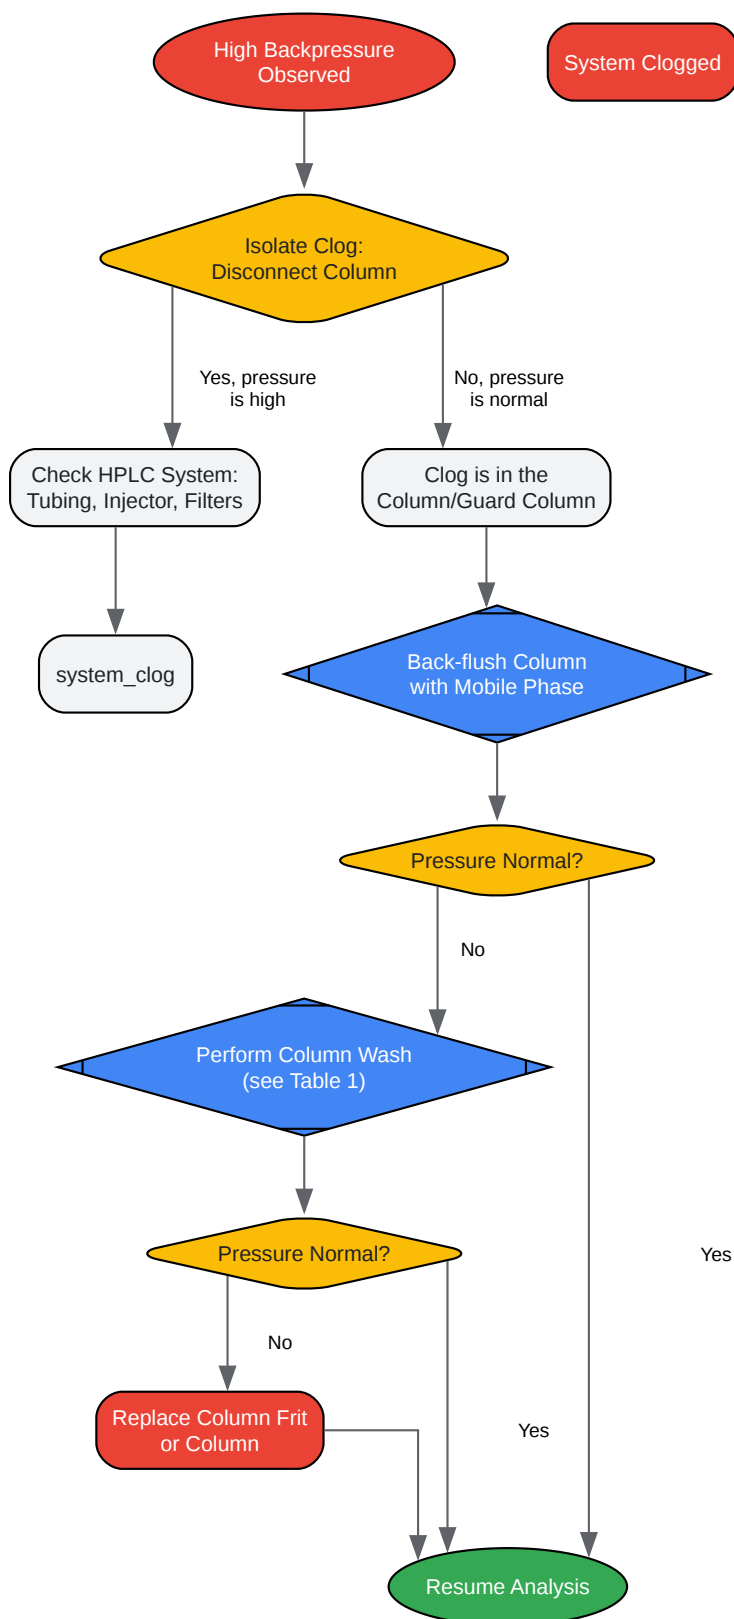 High Backpressure
Observed
System Clogged
Isolate Clog:
Disconnect Column
Yes, pressure
is high
No, pressure
is normal
Check HPLC System:
Tubing, Injector, Filters
Clog is in the
Column/Guard Column
system_clog
Back-flush Column
with Mobile Phase
Pressure Normal?
No
Perform Column Wash
(see Table 1)
Pressure Normal?
Yes
No
Replace Column Frit
or Column
Yes
Resume Analysis